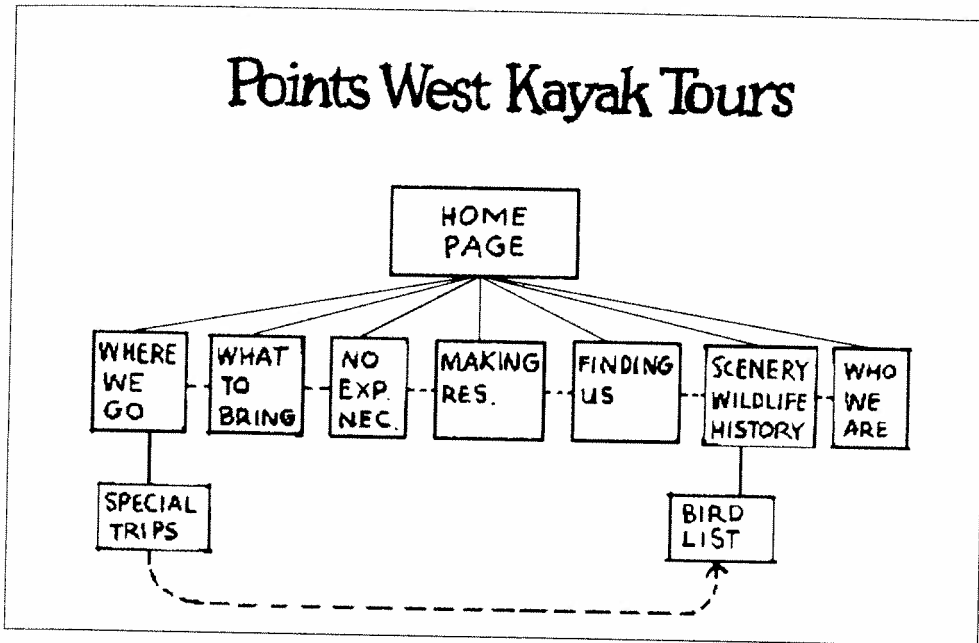 Points West Kayak Tours
HOME
PAGE
WHERE
WE
GO
WHAT
TO
BRING
NO
EXP.
NEC.
MAKING
RES.
FINDING
US
SCENERY
WILDLIFE
HISTORY
WHO
WE
ARE
SPECIAL
TRIPS
BIRD
LIST